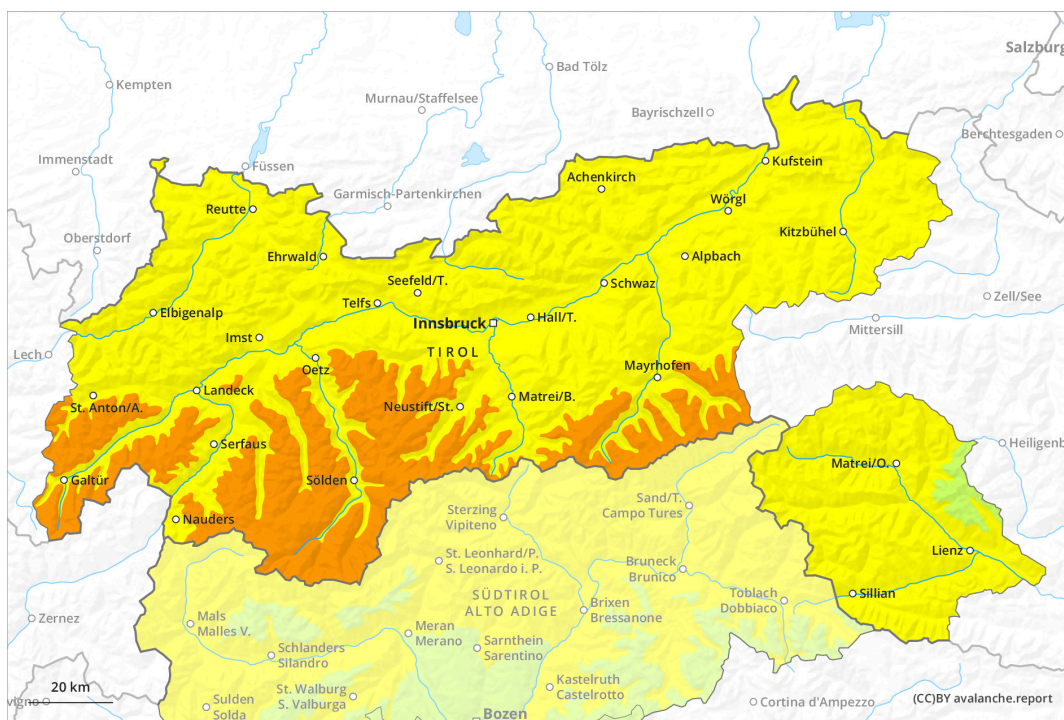 Salzburg
Bad Tölz
Kempten
Murnau/Staffelsee
Bayrischzell
Berchtesgaden
Immenstadt
Füssen
Kufstein
Achenkirch
Garmisch-Partenkirchen
Wörgl
Reutte
Oberstdorf
Kitzbühel
Ehrwald
Alpbach
Seefeld/T.
Schwaz
Zell/See
Telfs
Elbigenalp
Hall/T.
Innsbruck
Mittersill
Imst
Lech
TIROL
Oetz
Mayrhofen
Landeck
St. Anton/A.
Neustift/St.
Matrei/B.
Serfaus
Heiligenb
Matrei/O.
Galtür
Sölden
Sand/T.
Campo Tures
Sterzing
Vipiteno
Nauders
St. Leonhard/P.
S. Leonardo i. P.
Lienz
Bruneck
Brunico
SÜDTIROL
ALTO ADIGE
Sillian
Toblach
Dobbiaco
Brixen
Bressanone
Zernez
Mals
Malles V.
Meran
Merano
Sarnthein
Sarentino
Schlanders
Silandro
Kastelruth
Castelrotto
St. Walburg
S. Valburga
20 km
vigno
Sulden
Solda
Cortina d'Ampezzo
(CC)BY avalanche.report
Bozen